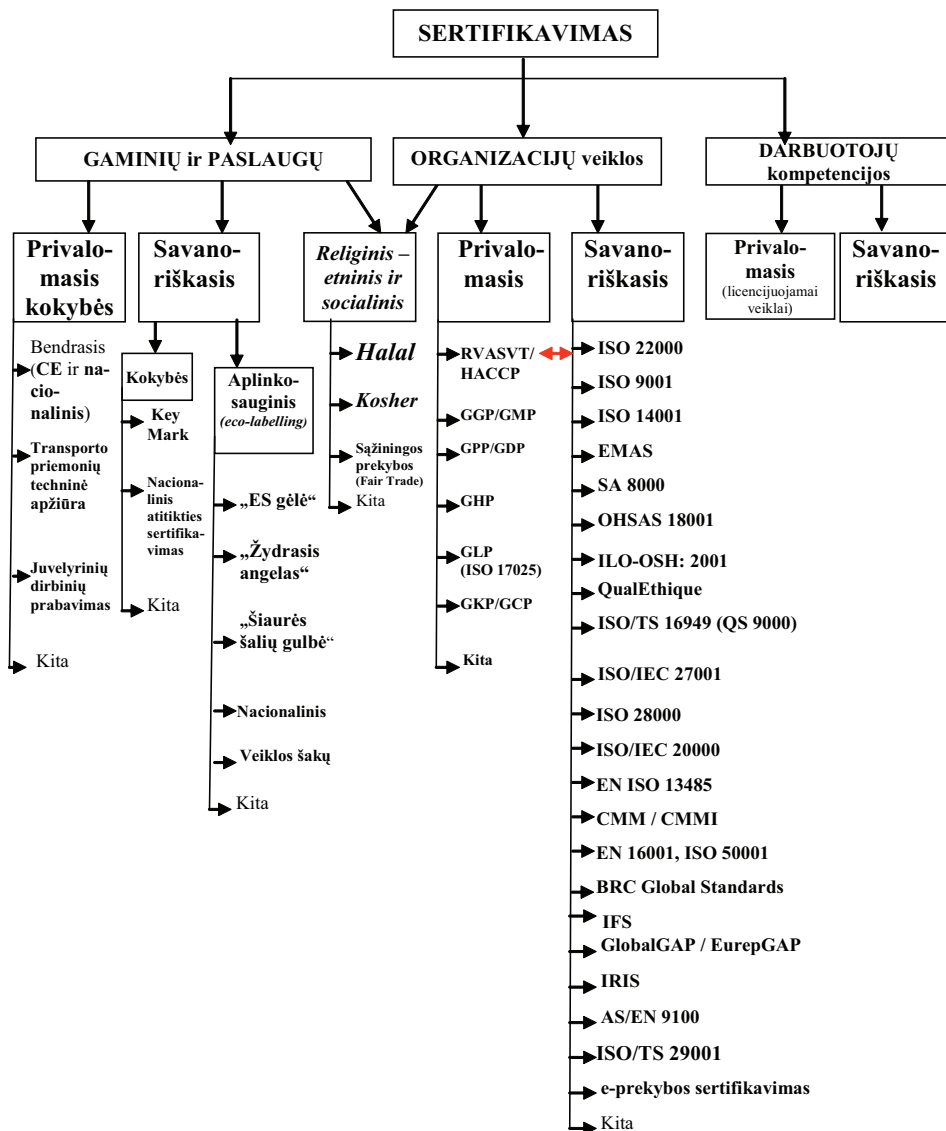 SERTIFIKAVIMAS
GAMINIŲ ir PASLAUGŲ
ORGANIZACIJŲ veiklos
DARBUOTOJŲ
kompetencijos
Privalo-
masis
kokybės
Savano-
riškasis
Religinis –
etninis ir
socialinis
Privalo-
masis
Savano-
riškasis
Privalo-
masis
(licencijuojamai
veiklai)
Savano-
riškasis
Bendrasis
(CE ir na-
cio-
nalinis)
Transporto
priemonių
techninė
apžiūra
Juvelyrinių
dirbinių
prabavimas
Kita
Kokybės
Key
Mark
Naciona-
linis
atitikties
sertifika-
vimas
Kita
Aplinko-
sauginis
(eco-labelling)
„ES gėlė“
„Žydrasis
angelas"
„Šiaurės
šalių gulbė“
Nacionalinis
Veiklos šakų
Kita
Halal
Kosher
Sąžiningos
prekybos
(Fair Trade)
Kita
RVASVT/
HACCP
GGP/GMP
GPP/GDP
GHP
GLP
(ISO 17025)
GKP/GCP
Kita
ISO 22000
ISO 9001
ISO 14001
EMAS
SA 8000
OHSAS 18001
ILO-OSH: 2001
QualEthique
ISO/TS 16949 (QS 9000)
ISO/IEC 27001
ISO 28000
ISO/IEC 20000
EN ISO 13485
CMM / CMMI
EN 16001, ISO 50001
BRC Global Standards
IFS
GlobalGAP / EurepGAP
IRIS
AS/EN 9100
ISO/TS 29001
e-prekybos sertifikavimas
Kita